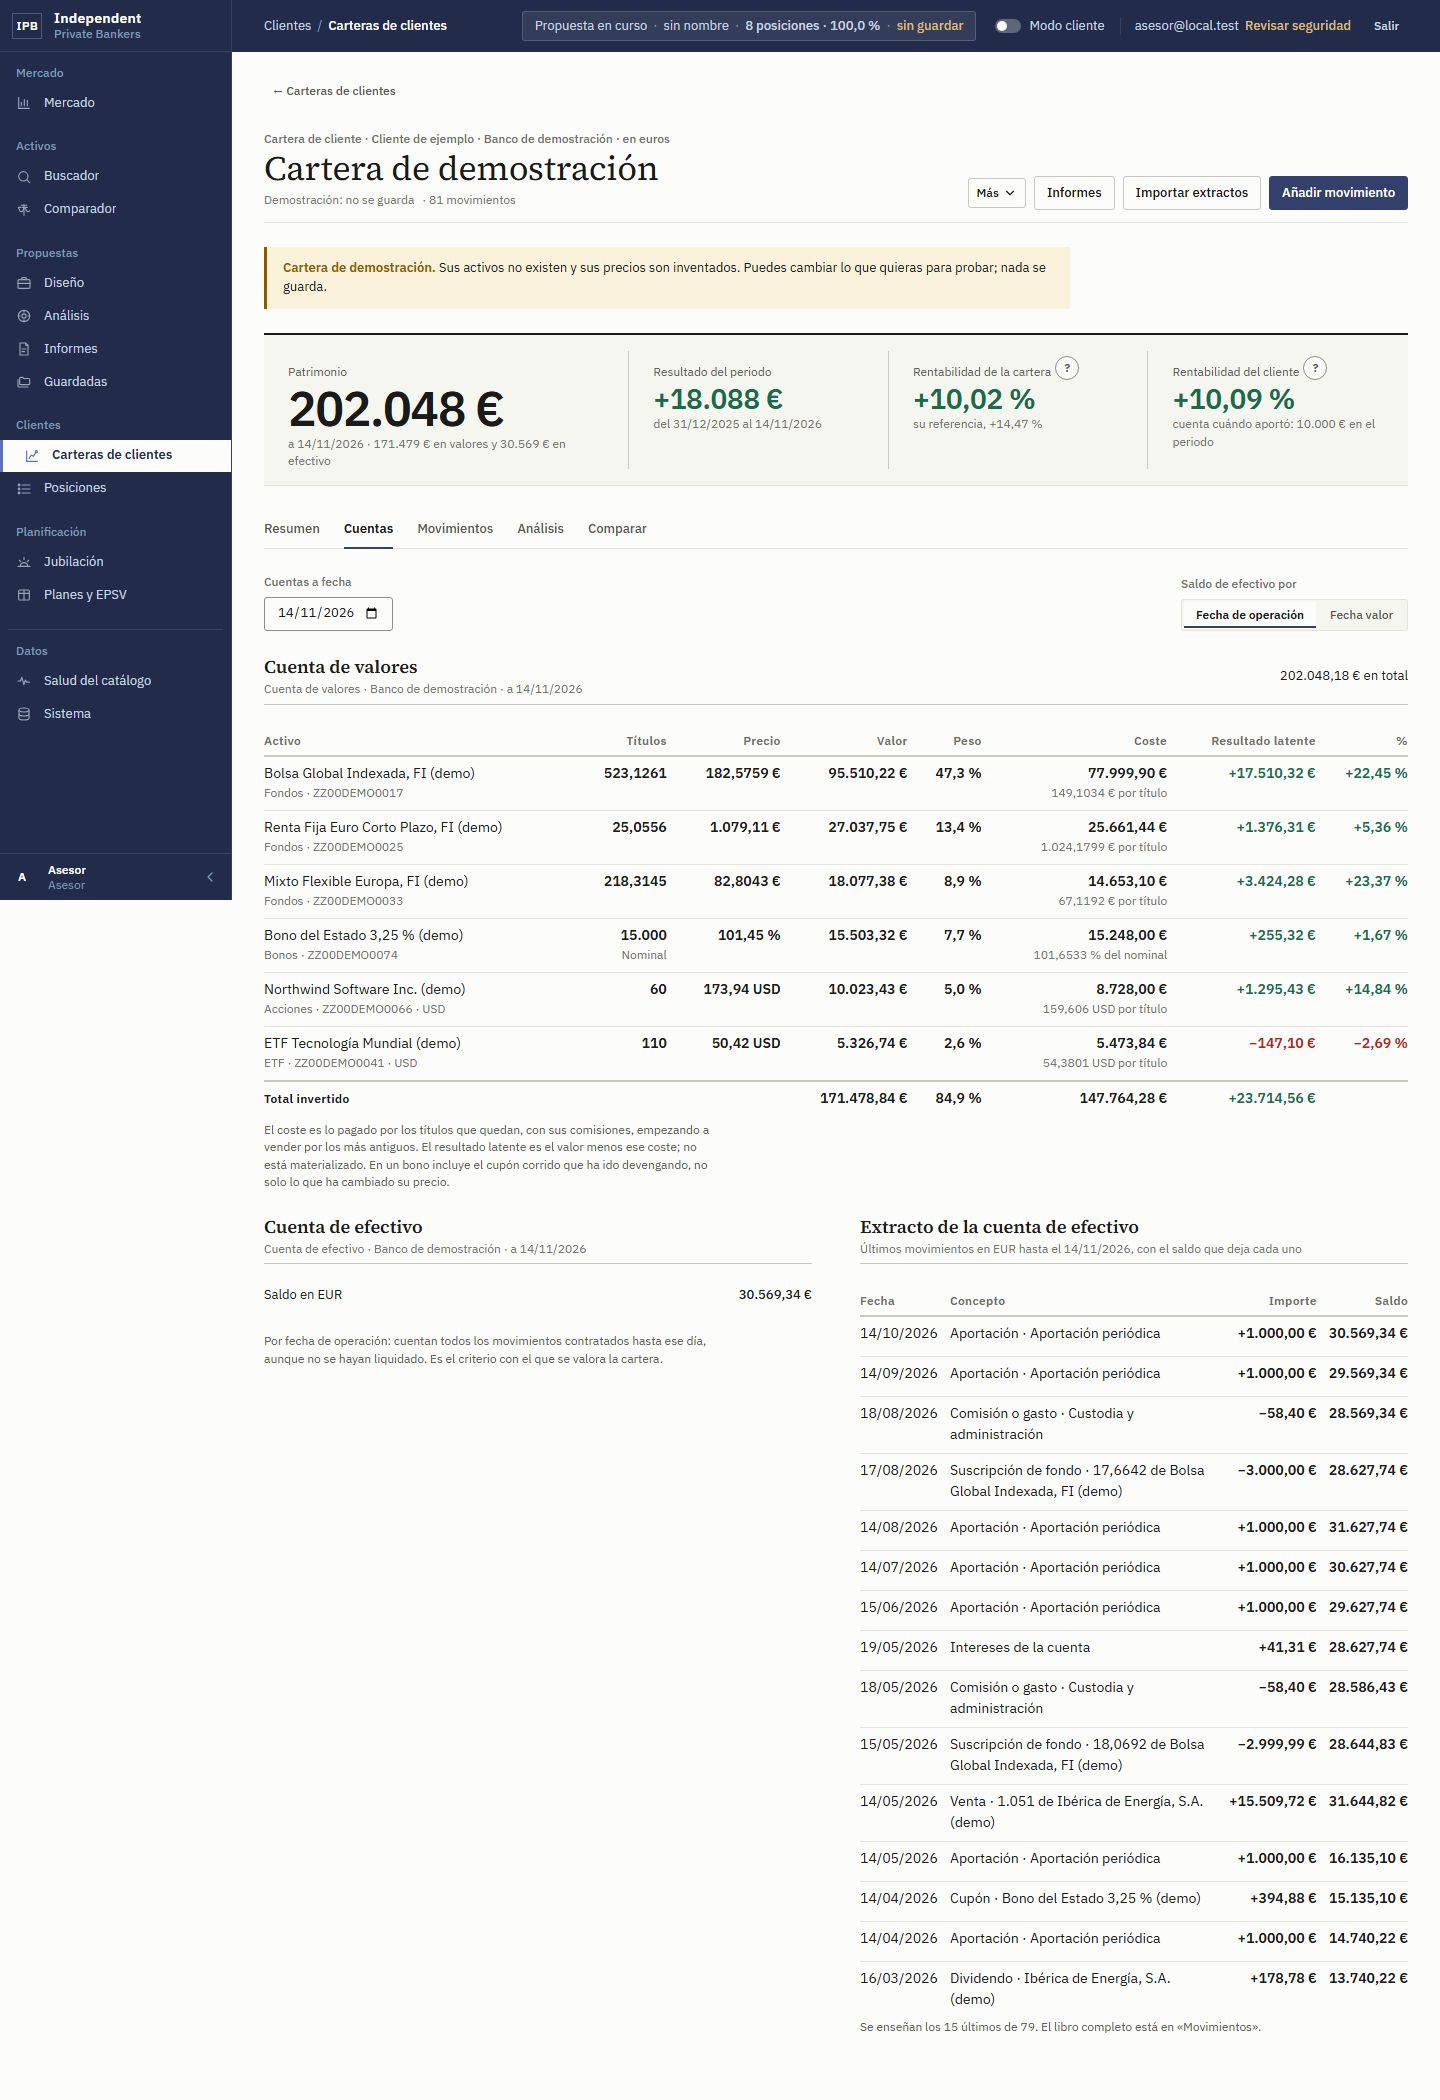 IPB
Independent
Private Bankers
Clientes / Carteras de clientes
Propuesta en curso · sin nombre · 8 posiciones · 100,0 % · sin guardar
Modo cliente
asesor@local.test
Revisar seguridad
Salir
Mercado
Mercado
Activos
Buscador
Comparador
Propuestas
Diseño
Análisis
Informes
Guardadas
Clientes
Carteras de clientes
Posiciones
Planificación
Jubilación
Planes y EPSV
Datos
Salud del catálogo
Sistema
A
Asesor
Asesor
← Carteras de clientes
Cartera de cliente · Cliente de ejemplo · Banco de demostración · en euros
Cartera de demostración
Demostración: no se guarda · 81 movimientos
Más
Informes
Importar extractos
Añadir movimiento
Cartera de demostración. Sus activos no existen y sus precios son inventados. Puedes cambiar lo que quieras para probar; nada se
guarda.
Patrimonio
202.048 €
a 14/11/2026 · 171.479 € en valores y 30.569 € en
efectivo
Resultado del periodo
+18.088 €
del 31/12/2025 al 14/11/2026
Rentabilidad de la cartera ?
+10,02 %
su referencia, +14,47 %
Rentabilidad del cliente ?
+10,09 %
cuenta cuándo aportó: 10.000 € en el
periodo
Resumen Cuentas Movimientos Análisis Comparar
Cuentas a fecha
14/11/2026
Saldo de efectivo por
Fecha de operación Fecha valor
Cuenta de valores
Cuenta de valores · Banco de demostración · a 14/11/2026
202.048,18 € en total
Activo Títulos Precio Valor Peso Coste Resultado latente %
Bolsa Global Indexada, FI (demo) 523,1261 182,5759 € 95.510,22 € 47,3 % 77.999,90 € +17.510,32 € +22,45 %
Fondos · ZZ00DEMO0017 149,1034 € por título
Renta Fija Euro Corto Plazo, FI (demo) 25,0556 1.079,11 € 27.037,75 € 13,4 % 25.661,44 € +1.376,31 € +5,36 %
Fondos · ZZ00DEMO0025 1.024,1799 € por título
Mixto Flexible Europa, FI (demo) 218,3145 82,8043 € 18.077,38 € 8,9 % 14.653,10 € +3.424,28 € +23,37 %
Fondos · ZZ00DEMO0033 67,1192 € por título
Bono del Estado 3,25 % (demo) 15.000 101,45 % 15.503,32 € 7,7 % 15.248,00 € +255,32 € +1,67 %
Bonos · ZZ00DEMO0074 Nominal 101,6533 % del nominal
Northwind Software Inc. (demo) 60 173,94 USD 10.023,43 € 5,0 % 8.728,00 € +1.295,43 € +14,84 %
Acciones · ZZ00DEMO0066 · USD 159,606 USD por título
ETF Tecnología Mundial (demo) 110 50,42 USD 5.326,74 € 2,6 % 5.473,84 € −147,10 € −2,69 %
ETF · ZZ00DEMO0041 · USD 54,3801 USD por título
Total invertido 171.478,84 € 84,9 % 147.764,28 € +23.714,56 €
El coste es lo pagado por los títulos que quedan, con sus comisiones, empezando a
vender por los más antiguos. El resultado latente es el valor menos ese coste; no
está materializado. En un bono incluye el cupón corrido que ha ido devengando, no
solo lo que ha cambiado su precio.
Cuenta de efectivo
Cuenta de efectivo · Banco de demostración · a 14/11/2026
Saldo en EUR 30.569,34 €
Por fecha de operación: cuentan todos los movimientos contratados hasta ese día,
aunque no se hayan liquidado. Es el criterio con el que se valora la cartera.
Extracto de la cuenta de efectivo
Últimos movimientos en EUR hasta el 14/11/2026, con el saldo que deja cada uno
Fecha Concepto Importe Saldo
14/10/2026 Aportación · Aportación periódica +1.000,00 € 30.569,34 €
14/09/2026 Aportación · Aportación periódica +1.000,00 € 29.569,34 €
18/08/2026 Comisión o gasto · Custodia y −58,40 € 28.569,34 €
administración
17/08/2026 Suscripción de fondo · 17,6642 de Bolsa −3.000,00 € 28.627,74 €
Global Indexada, FI (demo)
14/08/2026 Aportación · Aportación periódica +1.000,00 € 31.627,74 €
14/07/2026 Aportación · Aportación periódica +1.000,00 € 30.627,74 €
15/06/2026 Aportación · Aportación periódica +1.000,00 € 29.627,74 €
19/05/2026 Intereses de la cuenta +41,31 € 28.627,74 €
18/05/2026 Comisión o gasto · Custodia y −58,40 € 28.586,43 €
administración
15/05/2026 Suscripción de fondo · 18,0692 de Bolsa −2.999,99 € 28.644,83 €
Global Indexada, FI (demo)
14/05/2026 Venta · 1.051 de Ibérica de Energía, S.A. +15.509,72 € 31.644,82 €
(demo)
14/05/2026 Aportación · Aportación periódica +1.000,00 € 16.135,10 €
14/04/2026 Cupón · Bono del Estado 3,25 % (demo) +394,88 € 15.135,10 €
14/04/2026 Aportación · Aportación periódica +1.000,00 € 14.740,22 €
16/03/2026 Dividendo · Ibérica de Energía, S.A. +178,78 € 13.740,22 €
(demo)
Se enseñan los 15 últimos de 79. El libro completo está en «Movimientos».